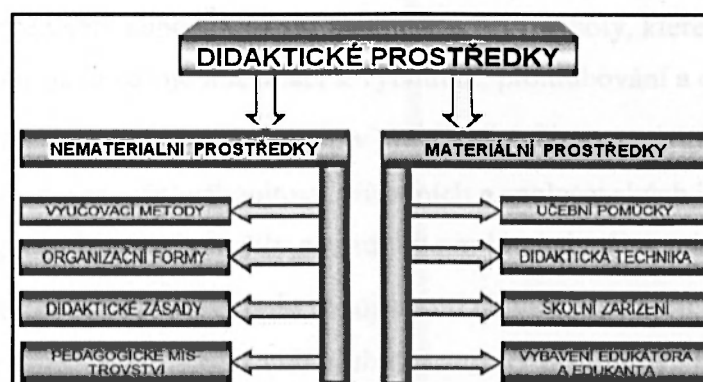 DIDAKTICKÉ PROSTŘEDKY
NEMATERIALNI PROSTŘEDKY
VYUČOVACÍ METODY
ORGANIZAČNÍ FORMY
DIDAKTICKÉ ZÁSADY
PEDAGOGICKÉ MIS-
TROVSTVÍ
MATERIÁLNÍ PROSTŘEDKY
UČEBNÍ POMŮCKY
DIDAKTICKÁ TECHNIKA
ŠKOLNÍ ZAŘÍZENÍ
VYBAVENÍ EDUKÁTORA
A EDUKANTA